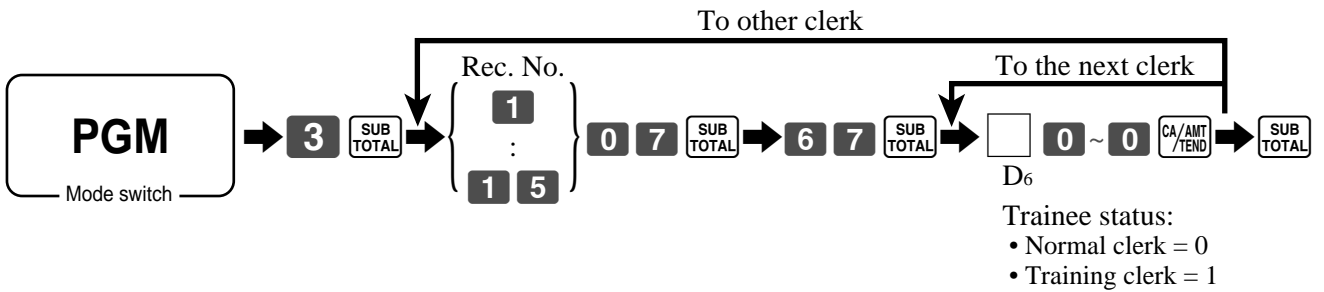 To other clerk
Rec. No.
To the next clerk
PGM
Mode switch
3 SUB TOTAL
1
:
1 5
0 7 SUB TOTAL
6 7 SUB TOTAL
0 ~ 0 CA/AMT /TEND
SUB TOTAL
D6
Trainee status:
• Normal clerk = 0
• Training clerk = 1